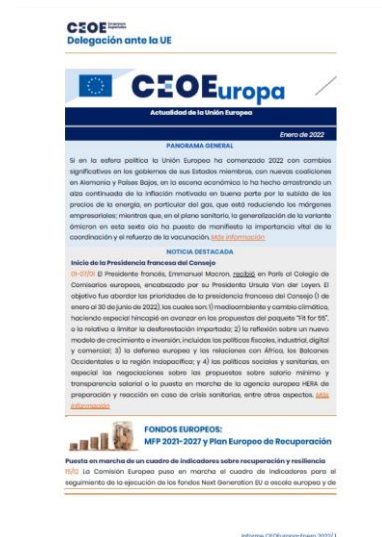 CEOE Empresas Españolas
Delegación ante la UE
CEOEuropa
Actualidad de la Unión Europea
Enero de 2022
PANORAMA GENERAL
Si en la esfera política la Unión Europea ha comenzado 2022 con cambios
significativos en los gobiernos de sus Estados miembros, con nuevas coaliciones
en Alemania y Países Bajos, en la escena económica lo ha hecho arrastrando un
alza continuada de la inflación motivada en buena parte por la subida de los
precios de la energía, en particular del gas, que está reduciendo los márgenes
empresariales; mientras que, en el plano sanitario, la generalización de la variante
ómicron en esta sexta ola ha puesto de manifiesto la importancia vital de la
coordinación y el refuerzo de la vacunación. Más información
NOTICIA DESTACADA
Inicio de la Presidencia francesa del Consejo
01-07/01 El Presidente francés, Emmanuel Macron, recibió en París al Colegio de
Comisarios europeos, encabezado por su presidenta Ursula Von der Leyen. El
objetivo fue abordar las prioridades de la presidencia francesa del Consejo (1 de
enero al 30 de junio de 2022), las cuales son: 1) medioambiente y cambio climático,
haciendo especial hincapié en avanzar en las propuestas del paquete "Fit for 55",
o la relativa a limitar la deforestación importada; 2) la reflexión sobre un nuevo
modelo de crecimiento e inversión, incluidas las políticas fiscales, industrial, digital
y comercial; 3) la defensa europea y las relaciones con África, los Balcanes
Occidentales o la región indopacífica; y 4) las políticas sociales y sanitarias, en
especial las negociaciones sobre las propuestas sobre salario mínimo y
transparencia salarial o la puesta en marcha de la agencia europea HERA de
preparación y reacción en caso de crisis sanitarias, entre otros aspectos. Más
información
FONDOS EUROPEOS:
MFP 2021-2027 y Plan Europeo de Recuperación
Puesta en marcha de un cuadro de indicadores sobre recuperación y resiliencia
15/12 La Comisión Europea puso en marcha el cuadro de indicadores para el
seguimiento de la ejecución de los fondos Next Generation EU a escala europea y de
Informe CEOEuropa-Enero 2022/1